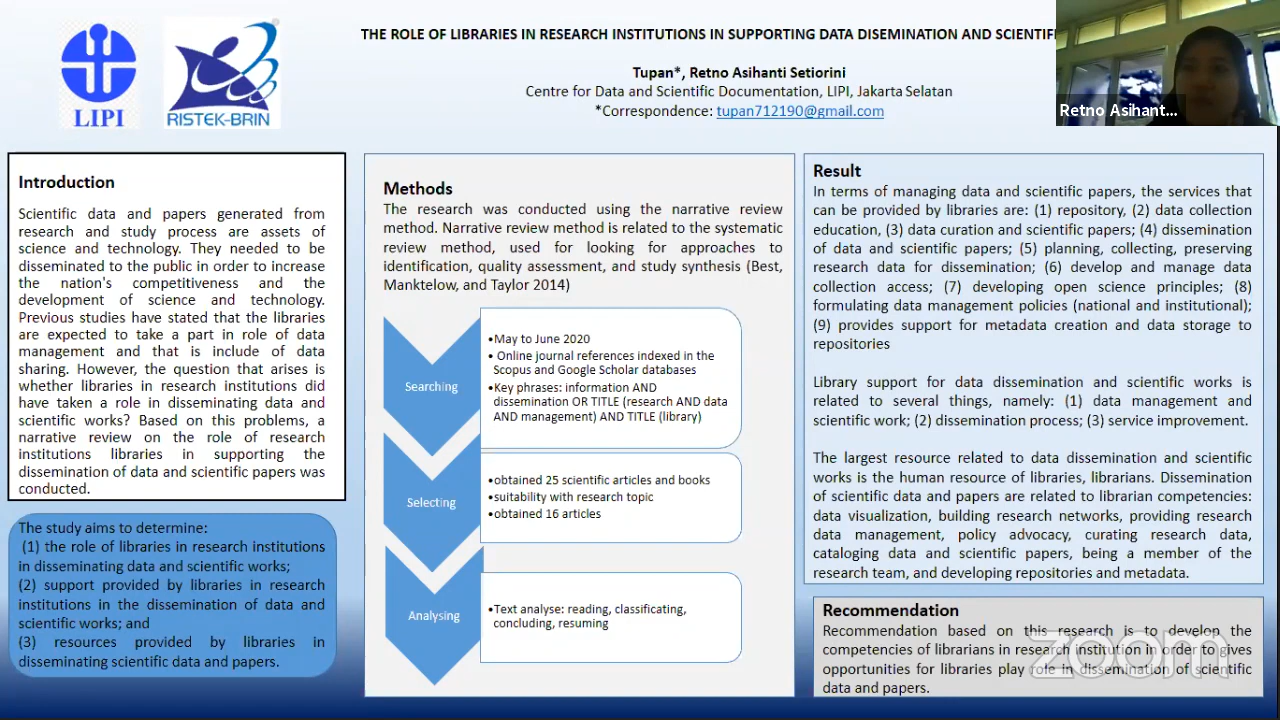 THE ROLE OF LIBRARIES IN RESEARCH INSTITUTIONS IN SUPPORTING DATA DISEMINATION AND SCIENTIF
Tupan*, Retno Asihanti Setiorini
Centre for Data and Scientific Documentation, LIPI, Jakarta Selatan
*Correspondence: tupan712190@gmail.com
LIPI
RISTEK-BRIN
Retno Asihant...
Introduction
Scientific data and papers generated from
research and study process are assets of
science and technology. They needed to be
disseminated to the public in order to increase
the nation's competitiveness and the
development of science and technology.
Previous studies have stated that the libraries
are expected to take a part in role of data
management and that is include of data
sharing. However, the question that arises is
whether libraries in research institutions did
have taken a role in disseminating data and
scientific works? Based on this problems, a
narrative review on the role of research
institutions libraries in supporting the
dissemination of data and scientific papers was
conducted.
The study aims to determine:
(1) the role of libraries in research institutions
in disseminating data and scientific works;
(2) support provided by libraries in research
institutions in the dissemination of data and
scientific works; and
(3) resources provided by libraries in
disseminating scientific data and papers.
Methods
The research was conducted using the narrative review
method. Narrative review method is related to the systematic
review method, used for looking for approaches to
identification, quality assessment, and study synthesis (Best,
Manktelow, and Taylor 2014)
Searching
•May to June 2020
• Online journal references indexed in the
Scopus and Google Scholar databases
•Key phrases: information AND
dissemination OR TITLE (research AND data
AND management) AND TITLE (library)
Selecting
•obtained 25 scientific articles and books
•suitability with research topic
•obtained 16 articles
Analysing
•Text analyse: reading, classificating,
concluding, resuming
Result
In terms of managing data and scientific papers, the services that
can be provided by libraries are: (1) repository, (2) data collection
education, (3) data curation and scientific papers; (4) dissemination
of data and scientific papers; (5) planning, collecting, preserving
research data for dissemination; (6) develop and manage data
collection access; (7) developing open science principles; (8)
formulating data management policies (national and institutional);
(9) provides support for metadata creation and data storage to
repositories
Library support for data dissemination and scientific works is
related to several things, namely: (1) data management and
scientific work; (2) dissemination process; (3) service improvement.
The largest resource related to data dissemination and scientific
works is the human resource of libraries, librarians. Dissemination
of scientific data and papers are related to librarian competencies:
data visualization, building research networks, providing research
data management, policy advocacy, curating research data,
cataloging data and scientific papers, being a member of the
research team, and developing repositories and metadata.
Recommendation
Recommendation based on this research is to develop the
competencies of librarians in research institution in order to gives
opportunities for libraries play role in dissemination of scientific
data and papers.
zoom